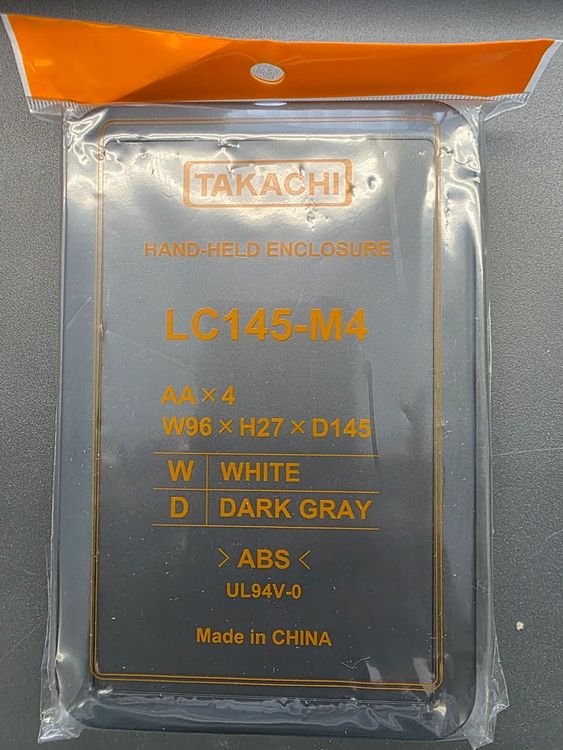 TAKACHI
HAND-HELD ENCLOSURE
LC145-M4
AA × 4
W96 × H27 × D145
W WHITE
D DARK GRAY
> ABS <
UL94V-0
Made in CHINA